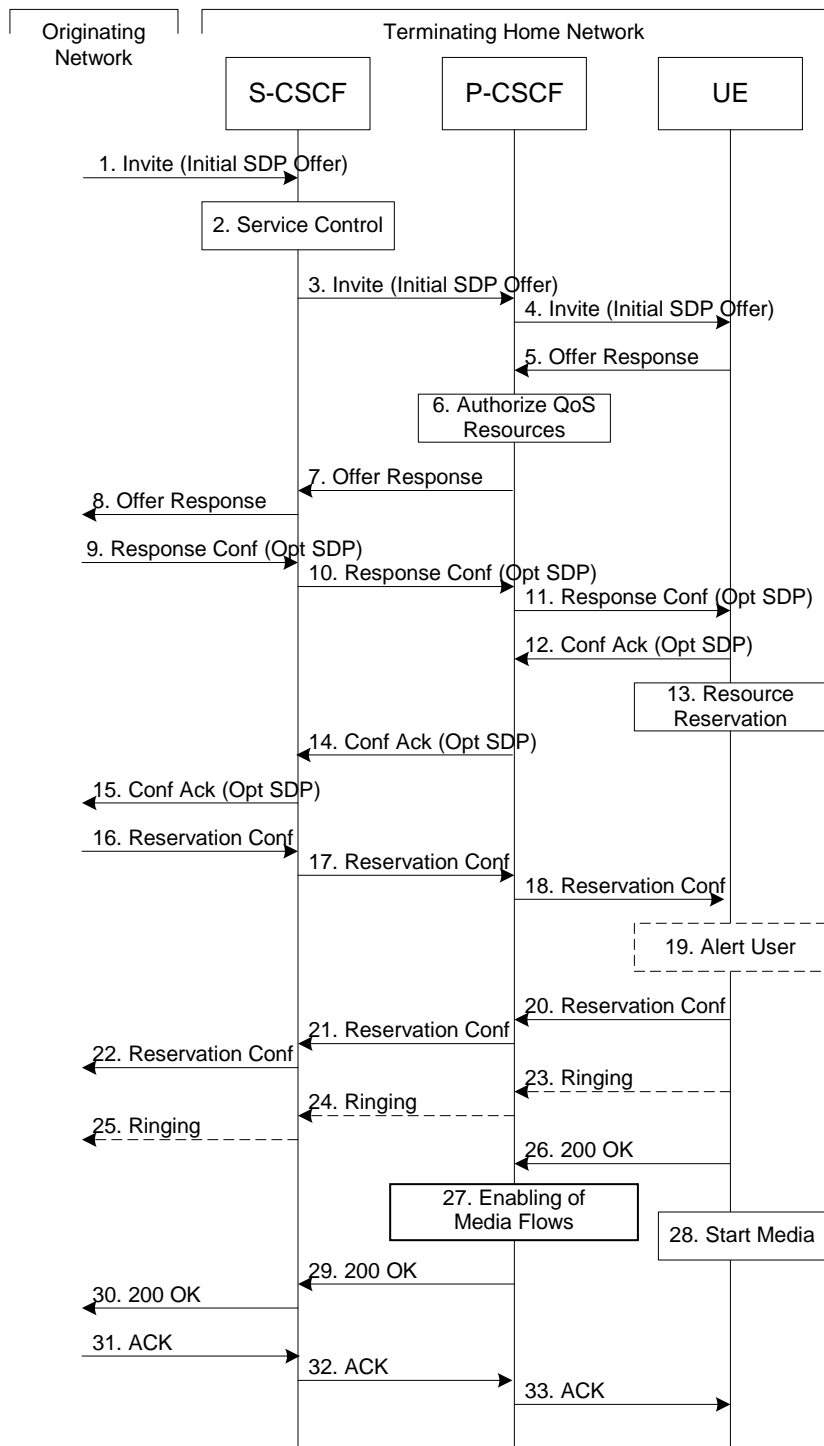 Originating
Network
Terminating Home Network
S-CSCF
P-CSCF
UE
1. Invite (Initial SDP Offer)
2. Service Control
3. Invite (Initial SDP Offer)
4. Invite (Initial SDP Offer)
5. Offer Response
6. Authorize QoS
Resources
7. Offer Response
8. Offer Response
9. Response Conf (Opt SDP)
10. Response Conf (Opt SDP)
11. Response Conf (Opt SDP)
12. Conf Ack (Opt SDP)
13. Resource
Reservation
14. Conf Ack (Opt SDP)
15. Conf Ack (Opt SDP)
16. Reservation Conf
17. Reservation Conf
18. Reservation Conf
19. Alert User
20. Reservation Conf
21. Reservation Conf
22. Reservation Conf
23. Ringing
24. Ringing
25. Ringing
26. 200 OK
27. Enabling of
Media Flows
28. Start Media
29. 200 OK
30. 200 OK
31. ACK
32. ACK
33. ACK